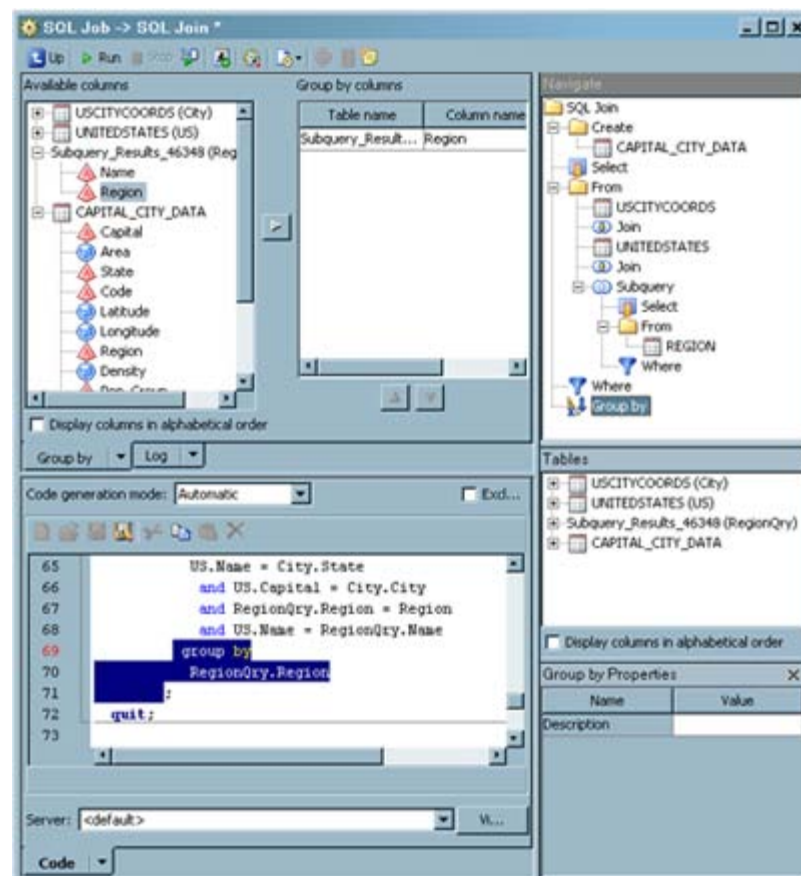 SQL Job -> SQL Join *
Up Run Stop
Available columns
USCITYCOORDS (City)
UNITEDSTATES (US)
Subquery_Results_46348 (Reg
Name
Region
CAPITAL_CITY_DATA
Capital
Area
State
Code
Latitude
Longitude
Region
Density
Display columns in alphabetical order
Group by columns
Table name Column name
Subquery_Result... Region
Group by Log
Code generation mode: Automatic Excl...
65 US.Name = City.State
66 and US.Capital = City.City
67 and RegionQry.Region = Region
68 and US.Name = RegionQry.Name
69 group by
70 RegionQry.Region
71 ;
72 quit;
73
Server: <default> Vi...
Code
Navigate
SQL Join
Create
CAPITAL_CITY_DATA
Select
From
USCITYCOORDS
Join
UNITEDSTATES
Join
Subquery
Select
From
REGION
Where
Where
Group by
Tables
USCITYCOORDS (City)
UNITEDSTATES (US)
Subquery_Results_46348 (RegionQry)
CAPITAL_CITY_DATA
Display columns in alphabetical order
Group by Properties
Name Value
Description